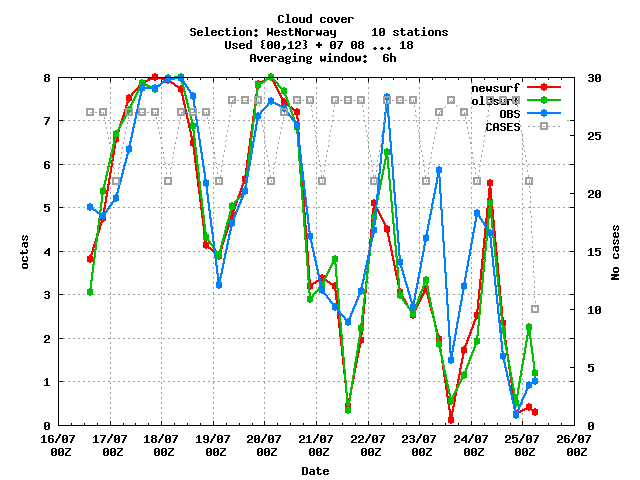 Cloud cover
Selection: WestNorway 10 stations
Used {00,12} + 07 08 ... 18
Averaging window: 6h
8 30
newsurf
oldsurf
OBS
CASES
7 25
6
5 20
4 15
3 10
2
1 5
0 0
octas
No cases
16/07 17/07 18/07 19/07 20/07 21/07 22/07 23/07 24/07 25/07 26/07
00Z 00Z 00Z 00Z 00Z 00Z 00Z 00Z 00Z 00Z 00Z
Date